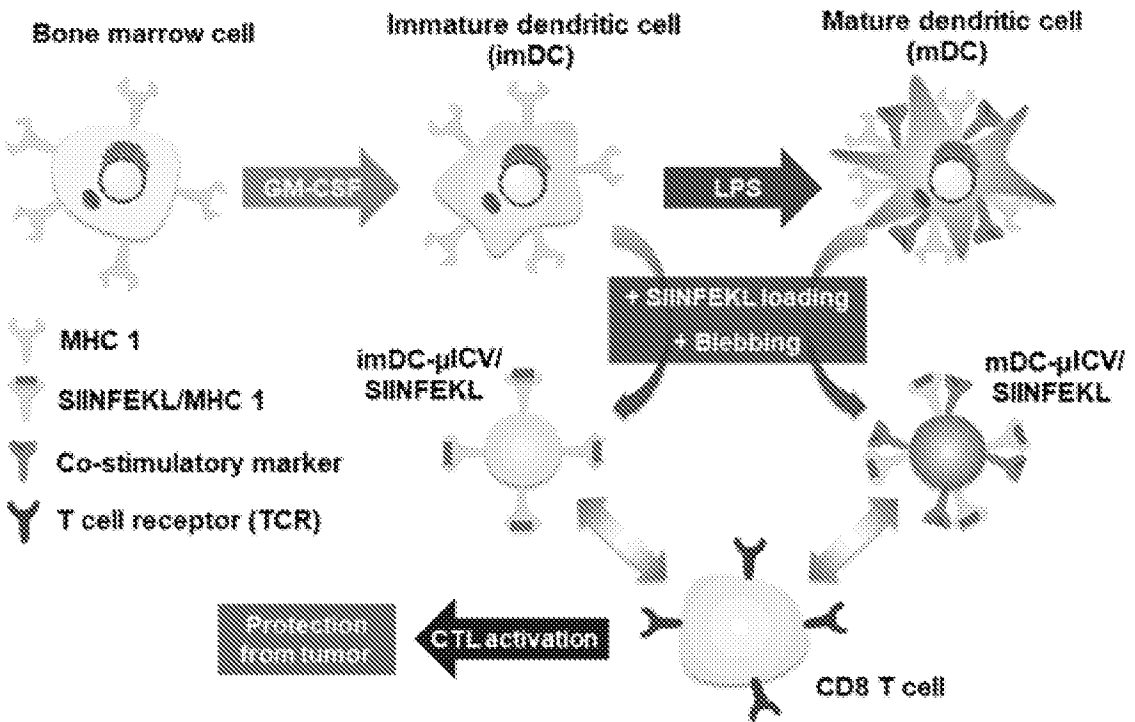 Bone marrow cell
Immature dendritic cell
(imDC)
Mature dendritic cell
(mDC)
GM-CSF
LPS
+ SIINFEKL loading
+ Blebbing
MHC 1
SIINFEKL/MHC 1
Co-stimulatory marker
T cell receptor (TCR)
imDC-µICV/
SIINFEKL
mDC-µICV/
SIINFEKL
Protection
from tumor
CTL activation
CD8 T cell